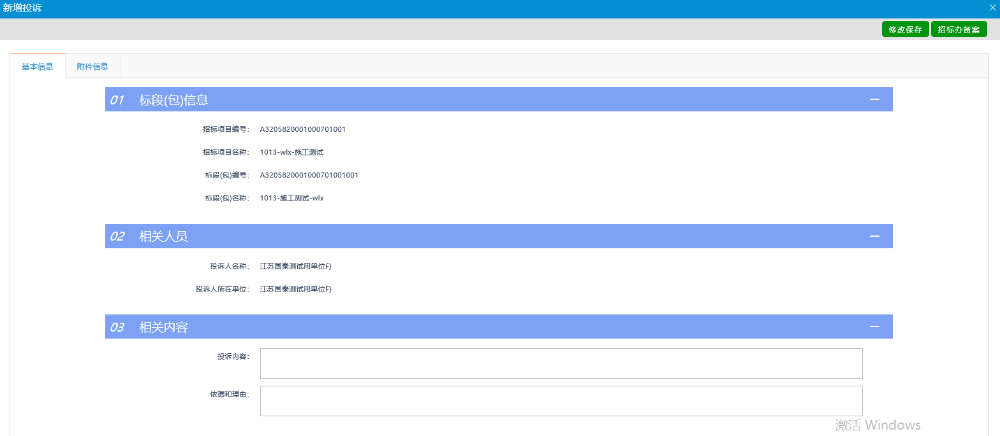 新增投诉
修改保存 招标办备案
基本信息 附件信息
01 标段(包)信息
招标项目编号: A3205820001000701001
招标项目名称: 1013-wlx-施工测试
标段(包)编号: A3205820001000701001001
标段(包)名称: 1013-施工测试-wlx
02 相关人员
投诉人名称: 江苏国泰测试用单位F)
投诉人所在单位: 江苏国泰测试用单位F)
03 相关内容
投诉内容:
依据和理由:
激活 Windows